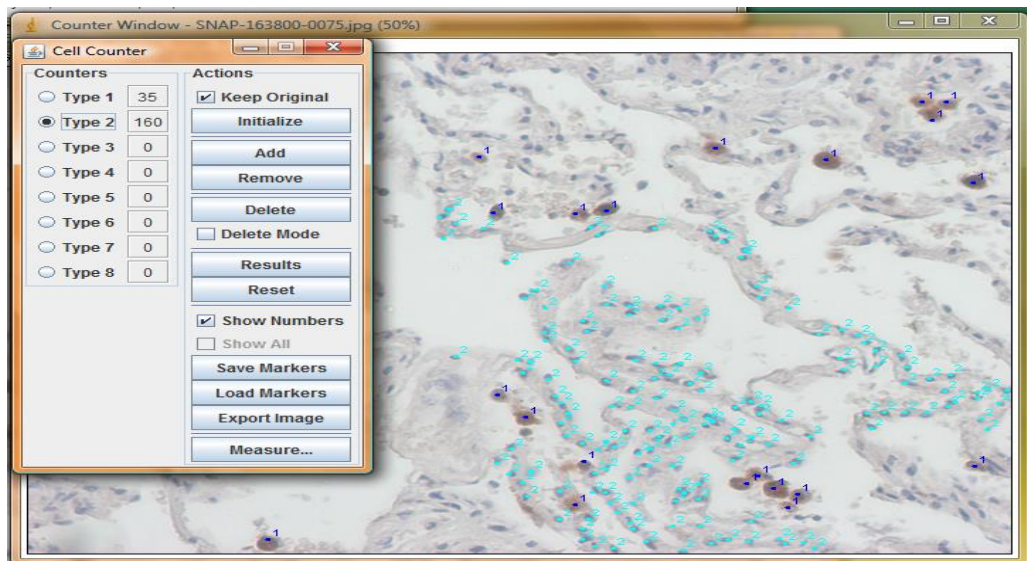 Counter Window - SNAP-163800-0075.jpg (50%)
Cell Counter
Counters
Type 1 35
Type 2 160
Type 3 0
Type 4 0
Type 5 0
Type 6 0
Type 7 0
Type 8 0
Actions
Keep Original
Initialize
Add
Remove
Delete
Delete Mode
Results
Reset
Show Numbers
Show All
Save Markers
Load Markers
Export Image
Measure...